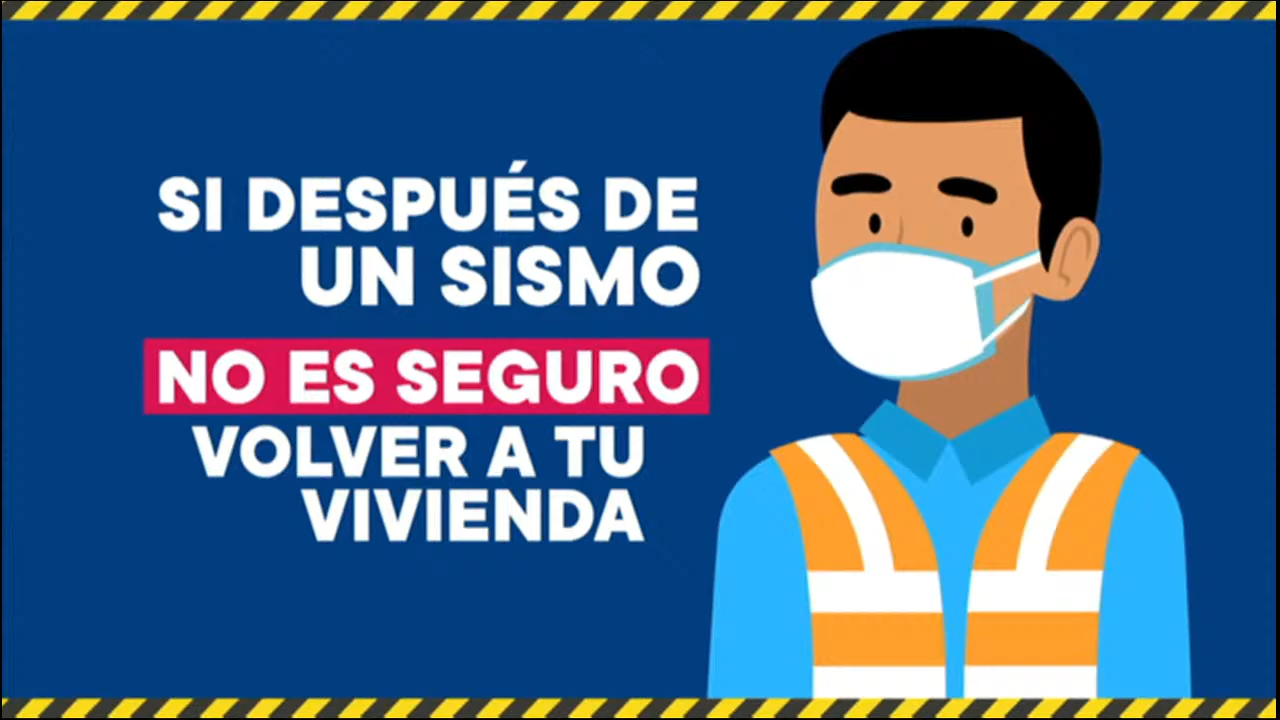 SI DESPUÉS DE
UN SISMO
NO ES SEGURO
VOLVER A TU
VIVIENDA